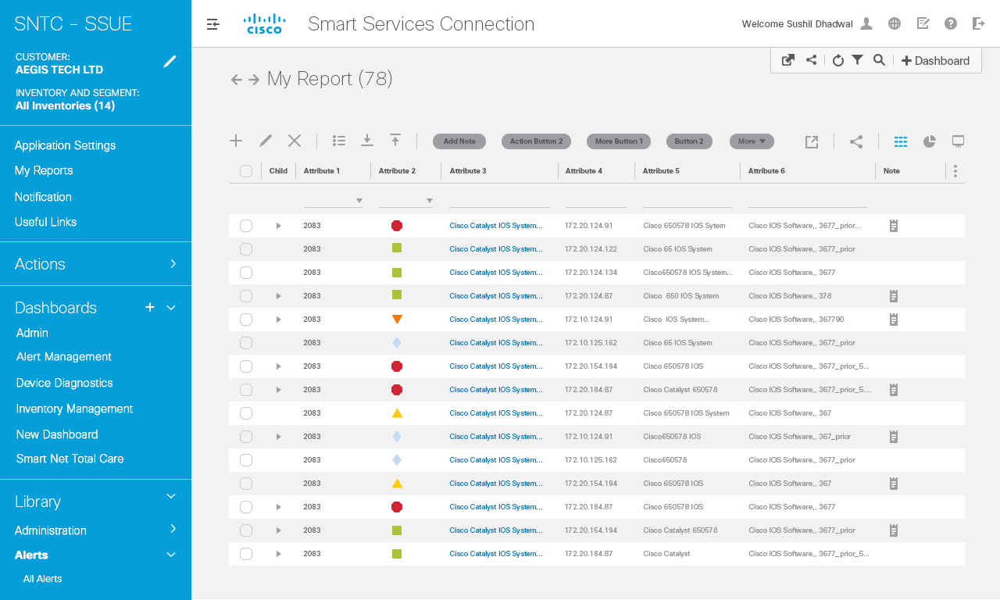 SNTC - SSUE
CUSTOMER:
AEGIS TECH LTD
INVENTORY AND SEGMENT:
All Inventories (14)
Application Settings
My Reports
Notification
Useful Links
Actions
Dashboards
Admin
Alert Management
Device Diagnostics
Inventory Management
New Dashboard
Smart Net Total Care
Library
Administration
Alerts
All Alerts
CISCO
Smart Services Connection
Welcome Sushil Dhadwal
Dashboard
My Report (78)
Add Note Action Button 2 More Button 1 Button 2 More
Child Attribute 1 Attribute 2 Attribute 3 Attribute 4 Attribute 5 Attribute 6 Note
2083 Cisco Catalyst IOS System... 172.20.124.91 Cisco 650578 IOS Sytem Cisco IOS Software,, 3677_prior...
2083 Cisco Catalyst IOS System... 172.20.124.122 Cisco 65 IOS System Cisco IOS Software,, 3677_prior
2083 Cisco Catalyst IOS System... 172.20.124.134 Cisco650578 IOS System... Cisco IOS Software,, 3677
2083 Cisco Catalyst IOS System... 172.20.124.87 Cisco 650 IOS System Cisco IOS Software,, 378
2083 Cisco Catalyst IOS System... 172.10.124.91 Cisco IOS System... Cisco IOS Software,, 367790
2083 Cisco Catalyst IOS System... 172.10.125.162 Cisco 65 IOS System Cisco IOS Software,, 3677_prior
2083 Cisco Catalyst IOS System... 172.20.154.194 Cisco 650578 IOS Cisco IOS Software,, 3677_prior_5...
2083 Cisco Catalyst IOS System... 172.20.184.87 Cisco Catalyst 650578 Cisco IOS Software,, 3677_prior_5....
2083 Cisco Catalyst IOS System... 172.20.124.87 Cisco 650578 IOS System Cisco IOS Software,, 367
2083 Cisco Catalyst IOS System... 172.10.124.91 Cisco650578 IOS Cisco IOS Software,, 367_prior
2083 Cisco Catalyst IOS System... 172.10.125.162 Cisco650578 Cisco IOS Software,, 3677_prior
2083 Cisco Catalyst IOS System... 172.20.154.194 Cisco 650578 IOS Cisco IOS Software,, 367
2083 Cisco Catalyst IOS System... 172.20.184.87 Cisco 650578 IOS Cisco IOS Software,, 3677
2083 Cisco Catalyst IOS System... 172.20.154.194 Cisco Catalyst 650578 Cisco IOS Software,, 3677_prior
2083 Cisco Catalyst IOS System... 172.20.184.87 Cisco Catalyst Cisco IOS Software,, 3677_prior_5...